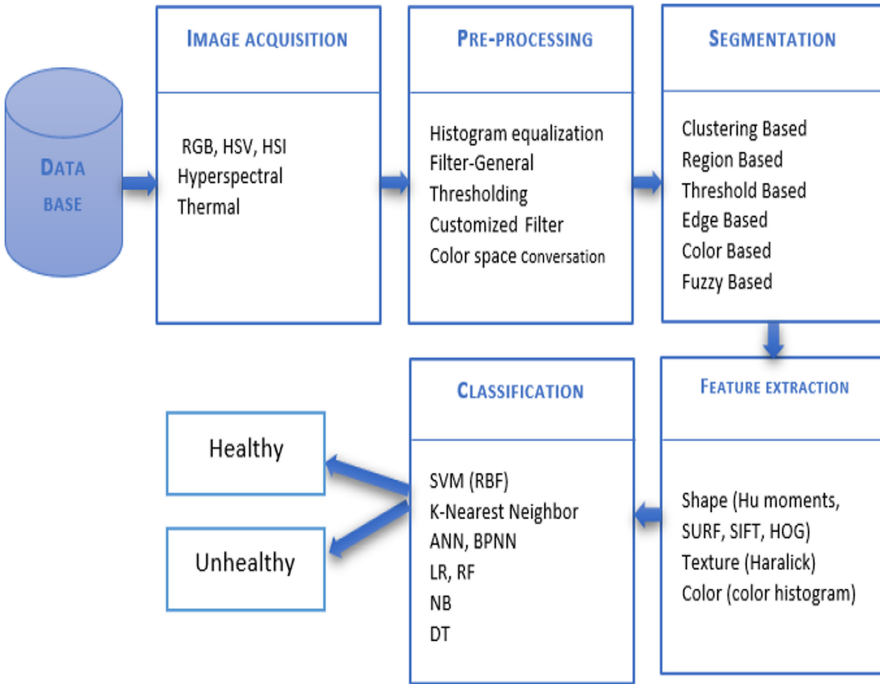 DATA
BASE
IMAGE ACQUISITION
RGB, HSV, HSI
Hyperspectral
Thermal
PRE-PROCESSING
Histogram equalization
Filter-General
Thresholding
Customized Filter
Color space conversation
SEGMENTATION
Clustering Based
Region Based
Threshold Based
Edge Based
Color Based
Fuzzy Based
FEATURE EXTRACTION
Shape (Hu moments,
SURF, SIFT, HOG)
Texture (Haralick)
Color (color histogram)
CLASSIFICATION
SVM (RBF)
K-Nearest Neighbor
ANN, BPNN
LR, RF
NB
DT
Healthy
Unhealthy